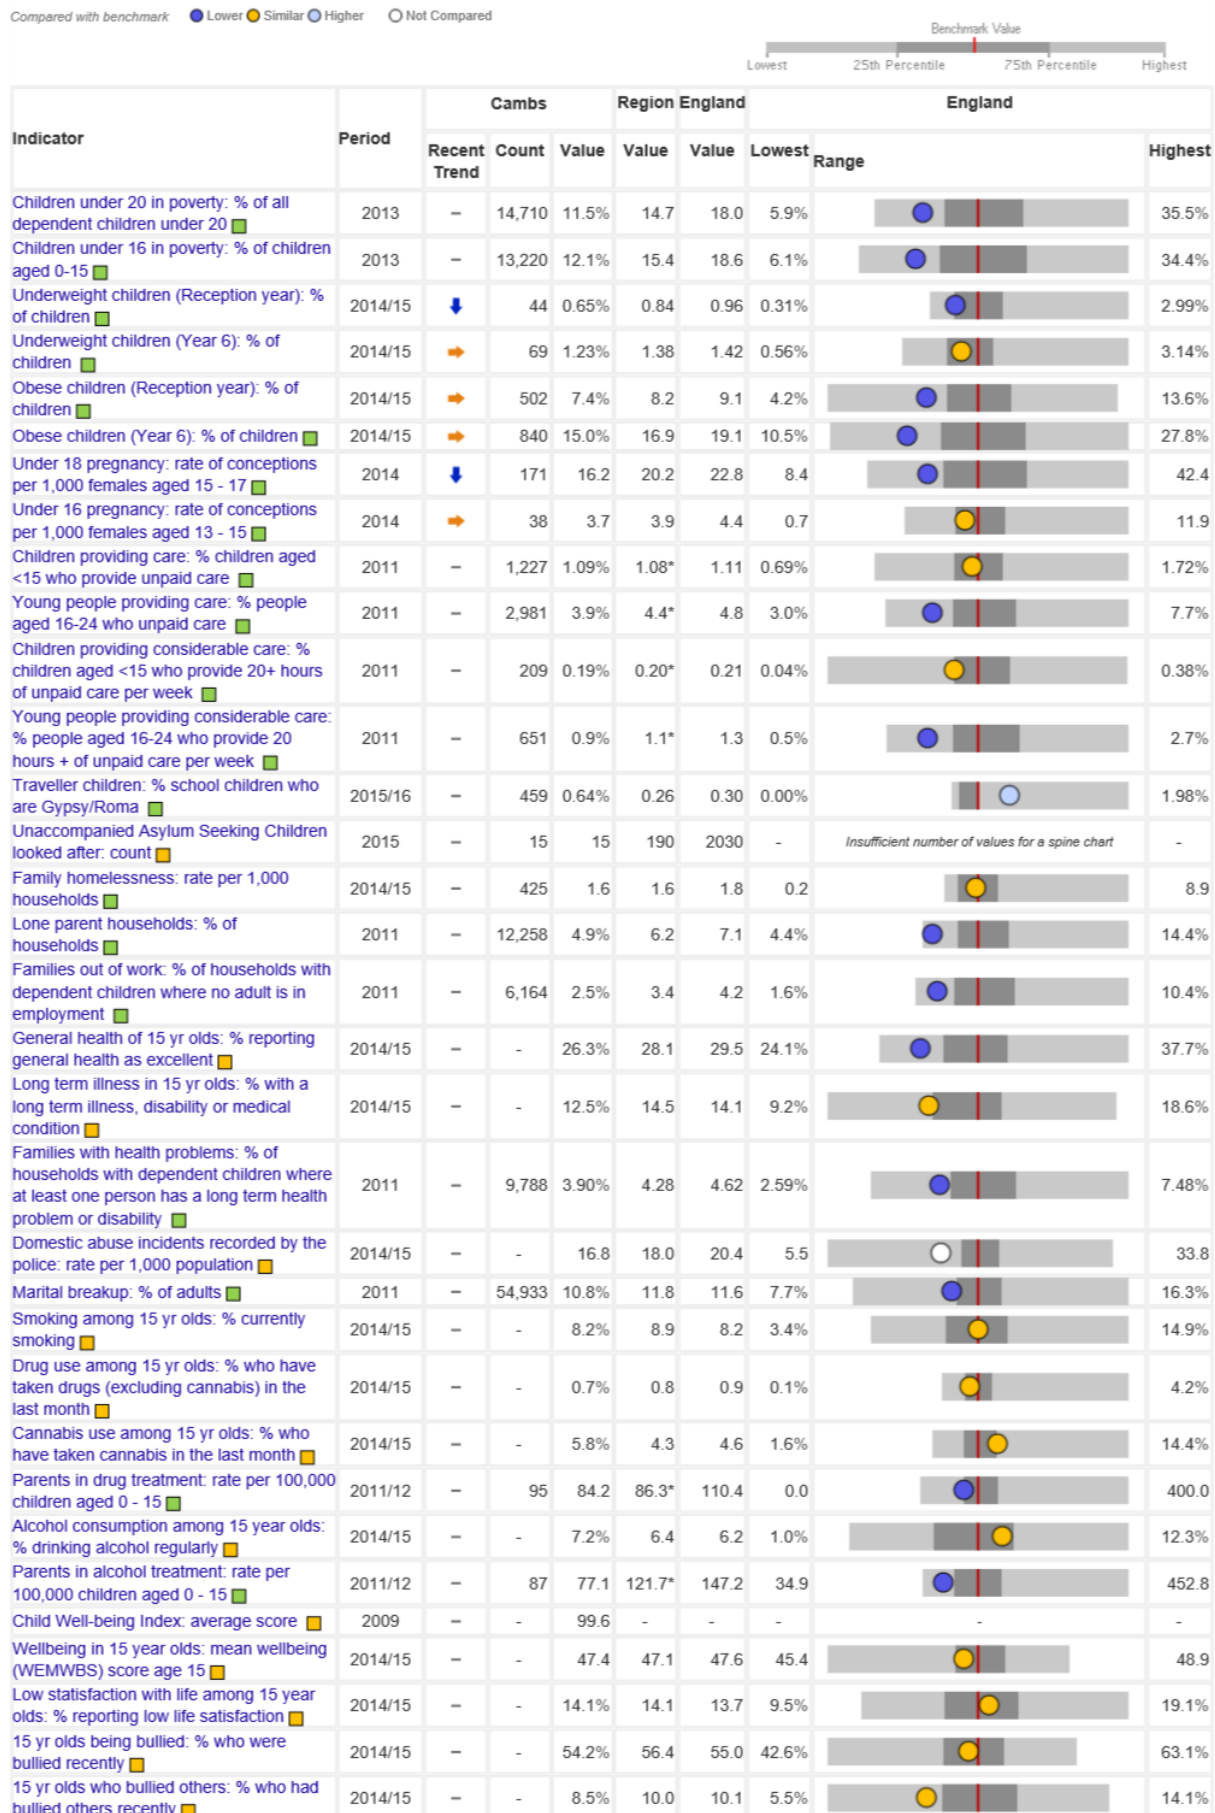 Compared with benchmark Lower Similar Higher Not Compared
Benchmark Value
Lowest 25th Percentile 75th Percentile Highest
Cambs Region England England
Indicator Period Recent Trend Count Value Value Value Lowest Range Highest
Children under 20 in poverty: % of all
dependent children under 20 2013 – 14,710 11.5% 14.7 18.0 5.9% 35.5%
Children under 16 in poverty: % of children
aged 0-15 2013 – 13,220 12.1% 15.4 18.6 6.1% 34.4%
Underweight children (Reception year): %
of children 2014/15 44 0.65% 0.84 0.96 0.31% 2.99%
Underweight children (Year 6): % of
children 2014/15 69 1.23% 1.38 1.42 0.56% 3.14%
Obese children (Reception year): % of
children 2014/15 502 7.4% 8.2 9.1 4.2% 13.6%
Obese children (Year 6): % of children 2014/15 840 15.0% 16.9 19.1 10.5% 27.8%
Under 18 pregnancy: rate of conceptions
per 1,000 females aged 15 - 17 2014 171 16.2 20.2 22.8 8.4 42.4
Under 16 pregnancy: rate of conceptions
per 1,000 females aged 13 - 15 2014 38 3.7 3.9 4.4 0.7 11.9
Children providing care: % children aged
<15 who provide unpaid care 2011 – 1,227 1.09% 1.08* 1.11 0.69% 1.72%
Young people providing care: % people
aged 16-24 who unpaid care 2011 – 2,981 3.9% 4.4* 4.8 3.0% 7.7%
Children providing considerable care: %
children aged <15 who provide 20+ hours
of unpaid care per week 2011 – 209 0.19% 0.20* 0.21 0.04% 0.38%
Young people providing considerable care:
% people aged 16-24 who provide 20
hours + of unpaid care per week 2011 – 651 0.9% 1.1* 1.3 0.5% 2.7%
Traveller children: % school children who
are Gypsy/Roma 2015/16 – 459 0.64% 0.26 0.30 0.00% 1.98%
Unaccompanied Asylum Seeking Children
looked after: count 2015 – 15 15 190 2030 - Insufficient number of values for a spine chart -
Family homelessness: rate per 1,000
households 2014/15 – 425 1.6 1.6 1.8 0.2 8.9
Lone parent households: % of
households 2011 – 12,258 4.9% 6.2 7.1 4.4% 14.4%
Families out of work: % of households with
dependent children where no adult is in
employment 2011 – 6,164 2.5% 3.4 4.2 1.6% 10.4%
General health of 15 yr olds: % reporting
general health as excellent 2014/15 – - 26.3% 28.1 29.5 24.1% 37.7%
Long term illness in 15 yr olds: % with a
long term illness, disability or medical
condition 2014/15 – - 12.5% 14.5 14.1 9.2% 18.6%
Families with health problems: % of
households with dependent children where
at least one person has a long term health
problem or disability 2011 – 9,788 3.90% 4.28 4.62 2.59% 7.48%
Domestic abuse incidents recorded by the
police: rate per 1,000 population 2014/15 – - 16.8 18.0 20.4 5.5 33.8
Marital breakup: % of adults 2011 – 54,933 10.8% 11.8 11.6 7.7% 16.3%
Smoking among 15 yr olds: % currently
smoking 2014/15 – - 8.2% 8.9 8.2 3.4% 14.9%
Drug use among 15 yr olds: % who have
taken drugs (excluding cannabis) in the
last month 2014/15 – - 0.7% 0.8 0.9 0.1% 4.2%
Cannabis use among 15 yr olds: % who
have taken cannabis in the last month 2014/15 – - 5.8% 4.3 4.6 1.6% 14.4%
Parents in drug treatment: rate per 100,000
children aged 0 - 15 2011/12 – 95 84.2 86.3* 110.4 0.0 400.0
Alcohol consumption among 15 year olds:
% drinking alcohol regularly 2014/15 – - 7.2% 6.4 6.2 1.0% 12.3%
Parents in alcohol treatment: rate per
100,000 children aged 0 - 15 2011/12 – 87 77.1 121.7* 147.2 34.9 452.8
Child Well-being Index: average score 2009 – - 99.6 - - - - -
Wellbeing in 15 year olds: mean wellbeing
(WEMWBS) score age 15 2014/15 – - 47.4 47.1 47.6 45.4 48.9
Low statisfaction with life among 15 year
olds: % reporting low life satisfaction 2014/15 – - 14.1% 14.1 13.7 9.5% 19.1%
15 yr olds being bullied: % who were
bullied recently 2014/15 – - 54.2% 56.4 55.0 42.6% 63.1%
15 yr olds who bullied others: % who had
bullied others recently 2014/15 – - 8.5% 10.0 10.1 5.5% 14.1%